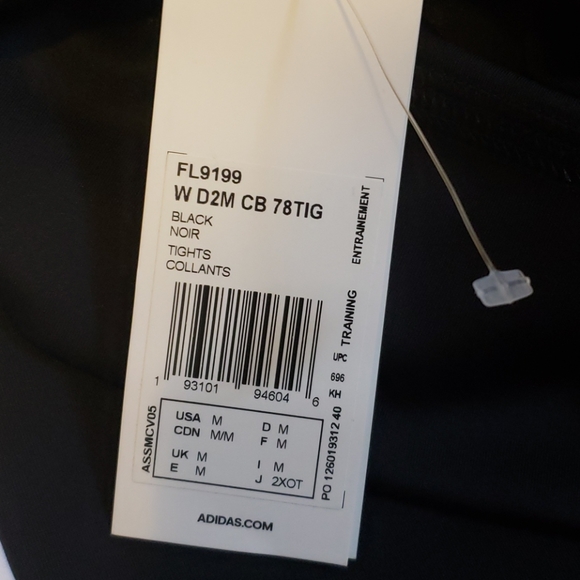 FL9199
W D2M CB 78TIG
BLACK
NOIR
TIGHTS
COLLANTS
1 93101 94604 6
USA M D M
CDN M/M F M
UK M I M
E M J 2XOT
ASSMCV05
TRAINING ENTRAINEMENT
UPC
696
KH
PO 126019312 40
ADIDAS.COM